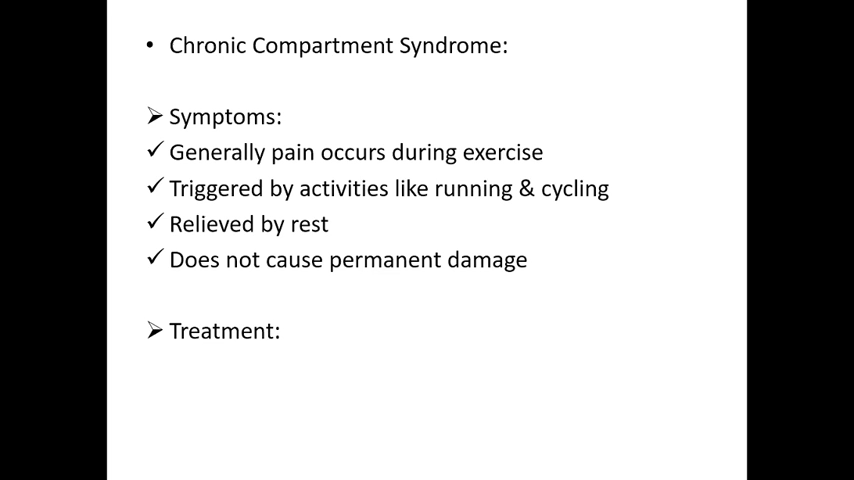 • Chronic Compartment Syndrome:
➢ Symptoms:
✓ Generally pain occurs during exercise
✓ Triggered by activities like running & cycling
✓ Relieved by rest
✓ Does not cause permanent damage
➢ Treatment: